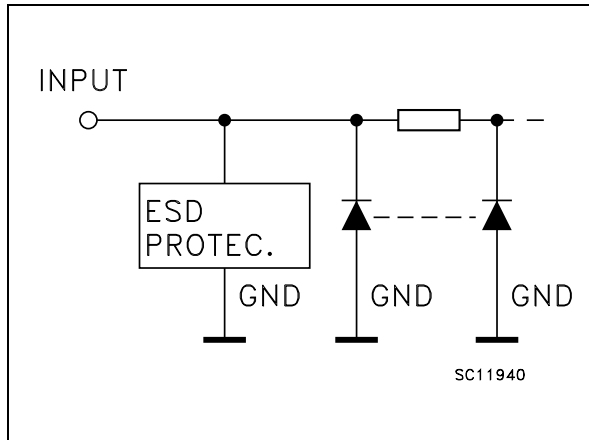 INPUT
ESD
PROTEC.
GND
GND
GND
SC11940